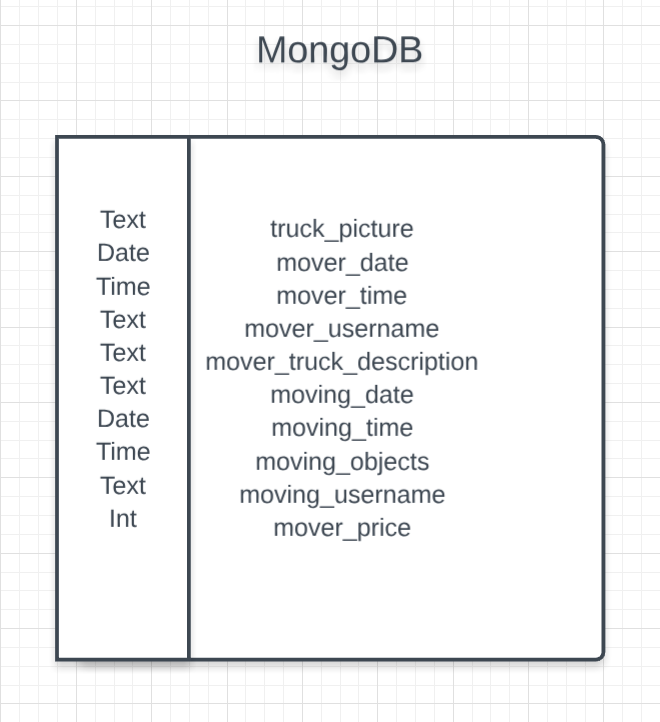 MongoDB
Text
Date
Time
Text
Text
Text
Date
Time
Text
Int
truck_picture
mover_date
mover_time
mover_username
mover_truck_description
moving_date
moving_time
moving_objects
moving_username
mover_price